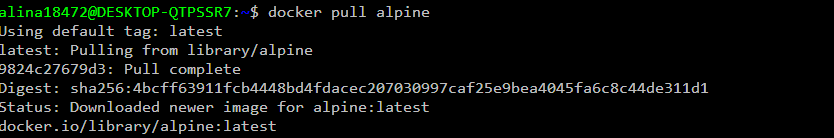 alina18472@DESKTOP-QTPSSR7:~$ docker pull alpine
Using default tag: latest
latest: Pulling from library/alpine
9824c27679d3: Pull complete
Digest: sha256:4bcff63911fcb4448bd4fdacec207030997caf25e9bea4045fa6c8c44de311d1
Status: Downloaded newer image for alpine:latest
docker.io/library/alpine:latest